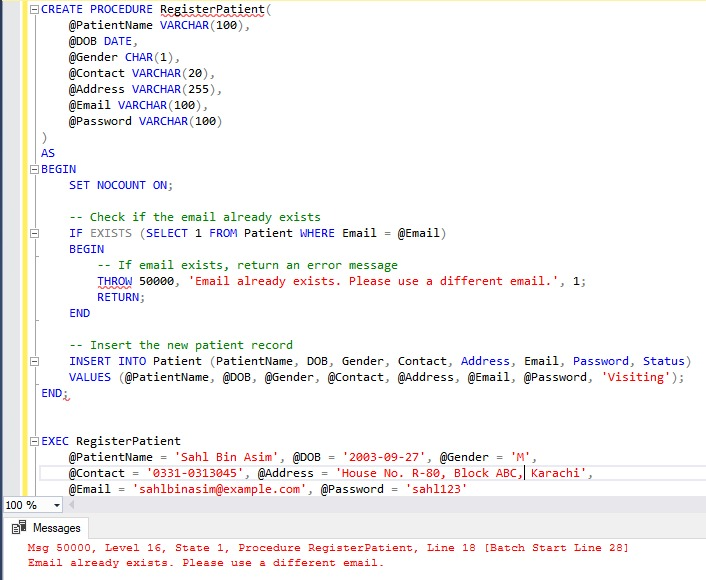 CREATE PROCEDURE RegisterPatient(
@PatientName VARCHAR(100),
@DOB DATE,
@Gender CHAR(1),
@Contact VARCHAR(20),
@Address VARCHAR(255),
@Email VARCHAR(100),
@Password VARCHAR(100)
)
AS
BEGIN
SET NOCOUNT ON;
-- Check if the email already exists
IF EXISTS (SELECT 1 FROM Patient WHERE Email = @Email)
BEGIN
-- If email exists, return an error message
THROW 50000, 'Email already exists. Please use a different email.', 1;
RETURN;
END
-- Insert the new patient record
INSERT INTO Patient (PatientName, DOB, Gender, Contact, Address, Email, Password, Status)
VALUES (@PatientName, @DOB, @Gender, @Contact, @Address, @Email, @Password, 'Visiting');
END;
EXEC RegisterPatient
@PatientName = 'Sahl Bin Asim', @DOB = '2003-09-27', @Gender = 'M',
@Contact = '0331-0313045', @Address = 'House No. R-80, Block ABC, Karachi',
@Email = 'sahlbinasim@example.com', @Password = 'sahl123'
100 %
Messages
Msg 50000, Level 16, State 1, Procedure RegisterPatient, Line 18 [Batch Start Line 28]
Email already exists. Please use a different email.